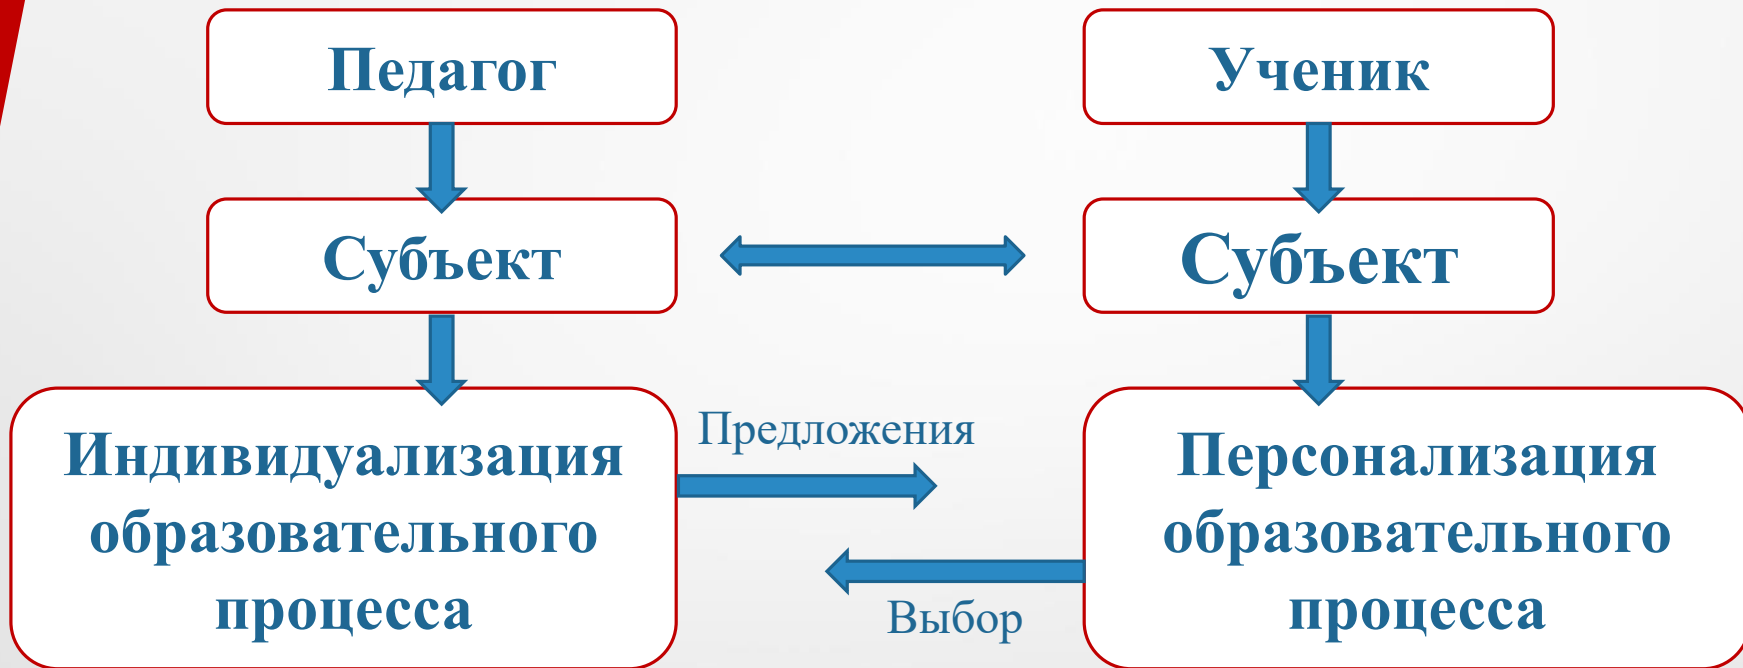 Педагог
Ученик
Субъект
Субъект
Индивидуализация
образовательного
процесса
Предложения
Выбор
Персонализация
образовательного
процесса